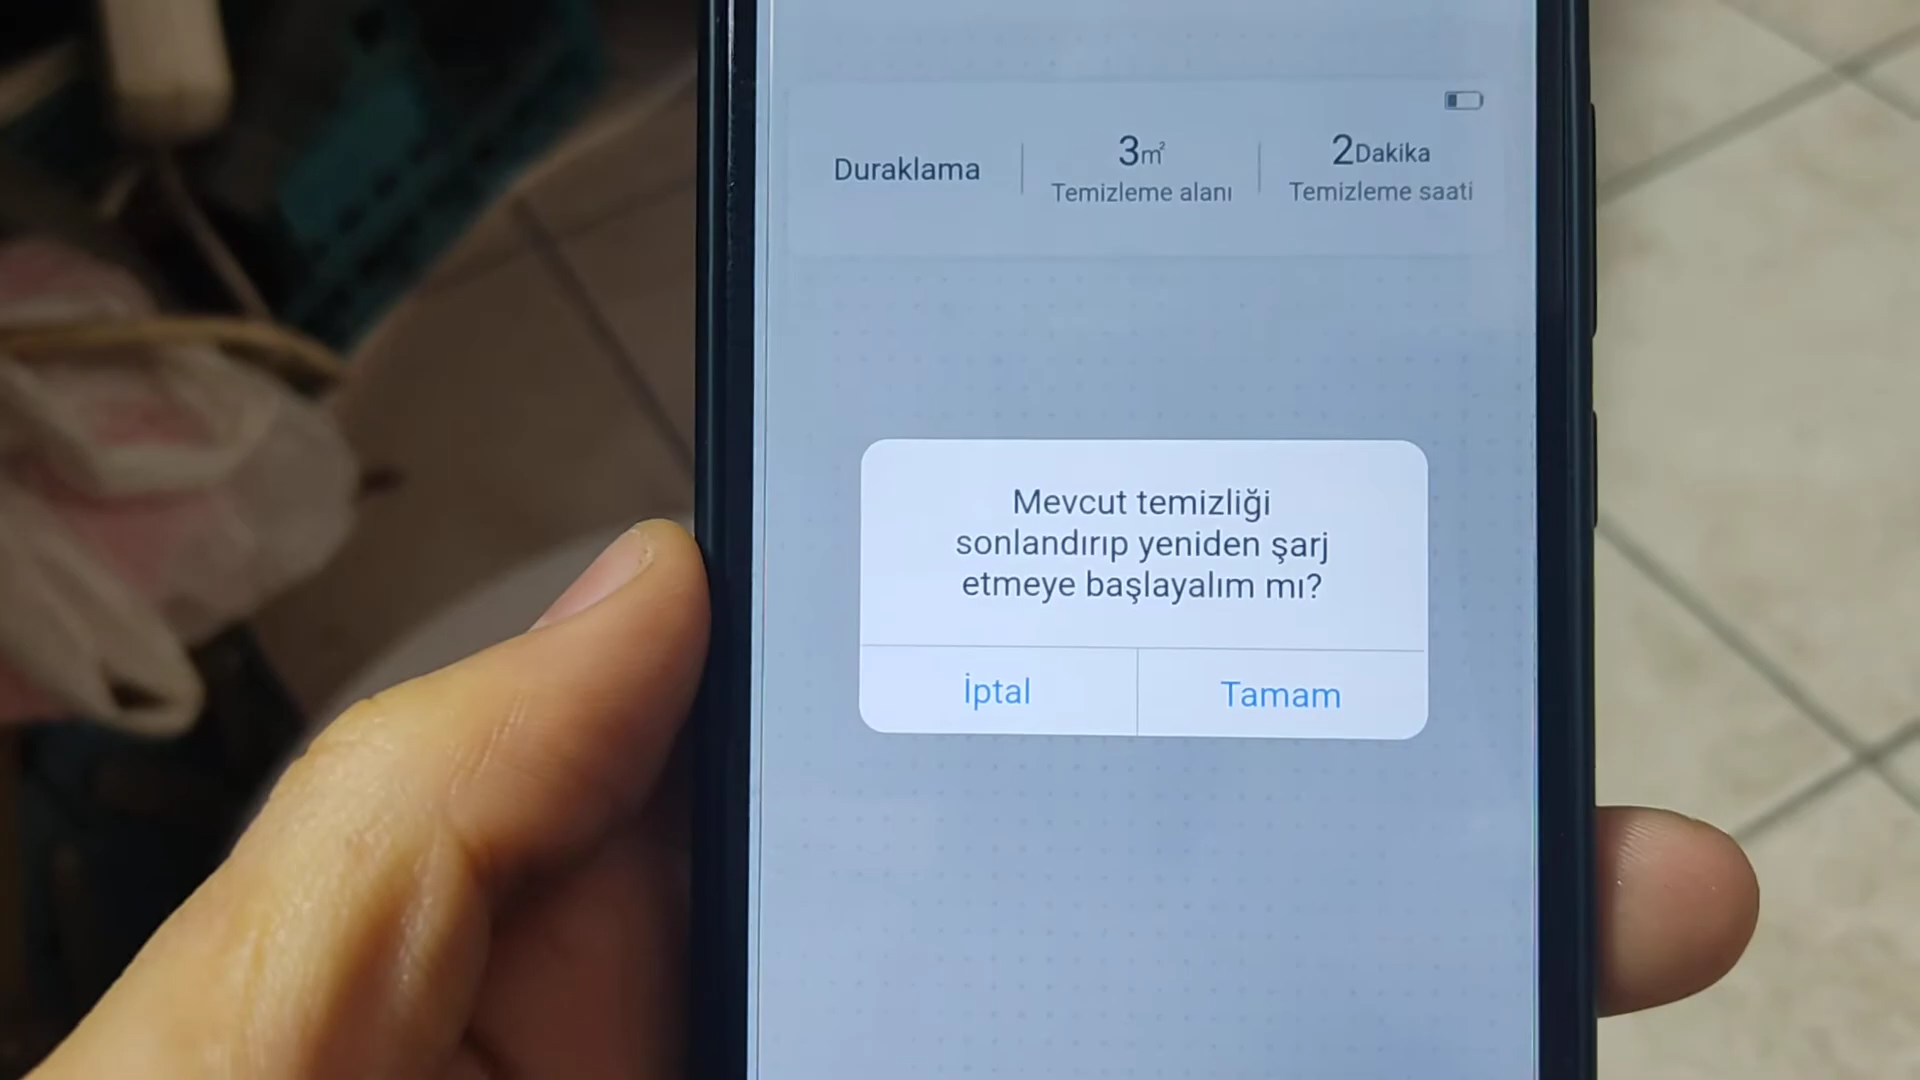 Duraklama
3m²
Temizleme alanı
2Dakika
Temizleme saati
Mevcut temizliği
sonlandırıp yeniden şarj
etmeye başlayalım mı?
İptal
Tamam